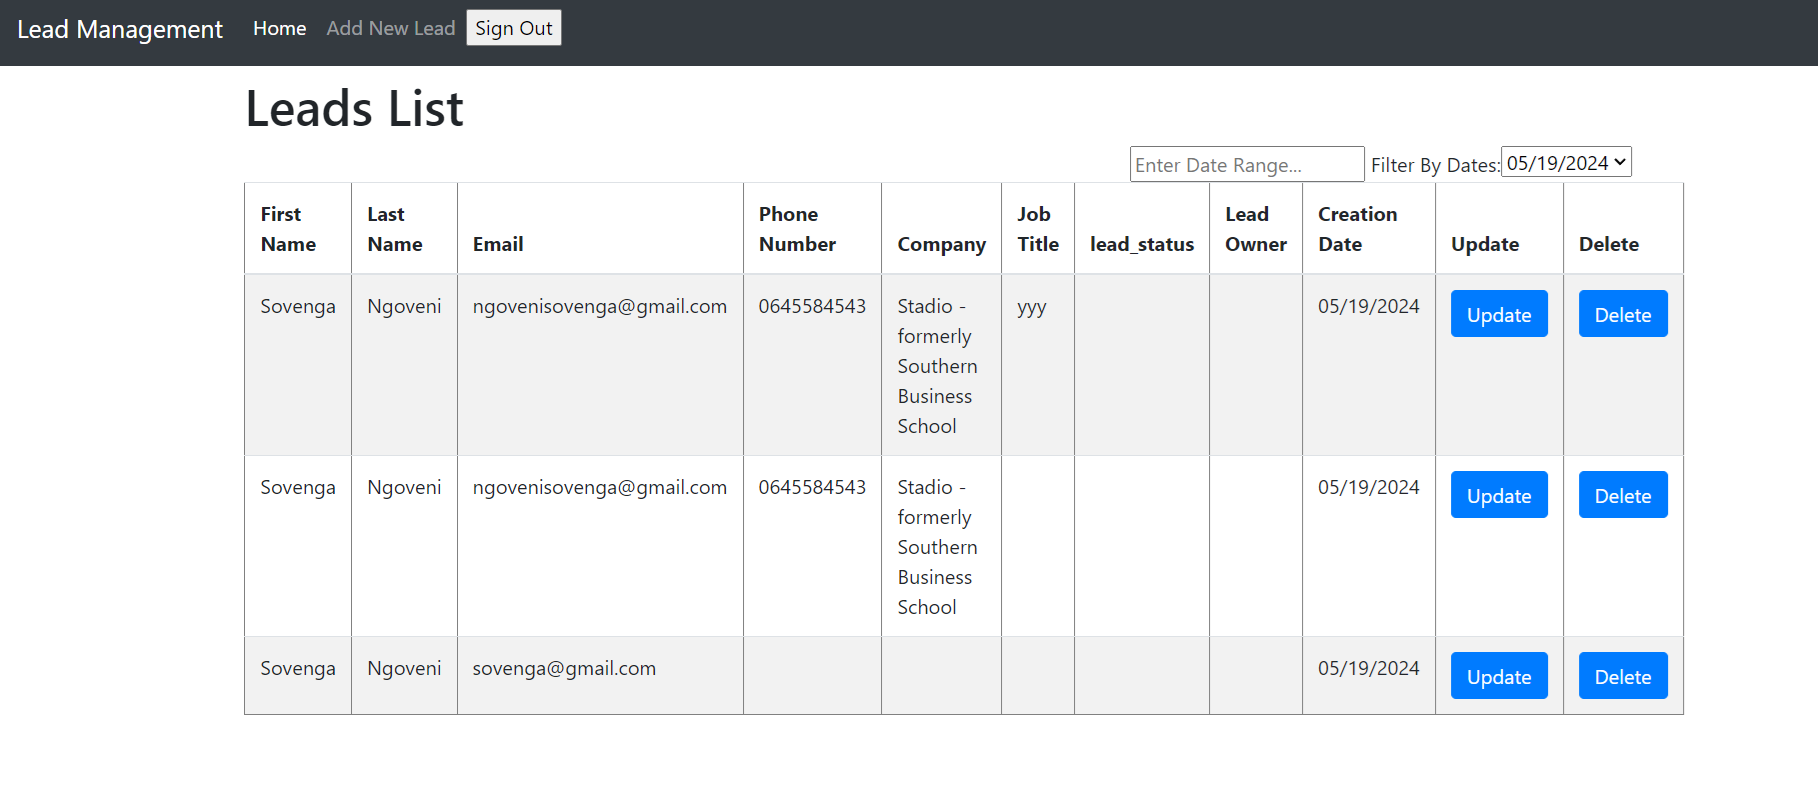 Lead Management Home Add New Lead Sign Out
Leads List
Enter Date Range... Filter By Dates: 05/19/2024
First Name Last Name Email Phone Number Company Job Title lead_status Lead Owner Creation Date Update Delete
Sovenga Ngoveni ngovenisovenga@gmail.com 0645584543 Stadio - 05/19/2024 yyy Update Delete
formerly
Southern
Business
School
Sovenga Ngoveni ngovenisovenga@gmail.com 0645584543 Stadio - 05/19/2024 Update Delete
formerly
Southern
Business
School
Sovenga Ngoveni sovenga@gmail.com 05/19/2024 Update Delete